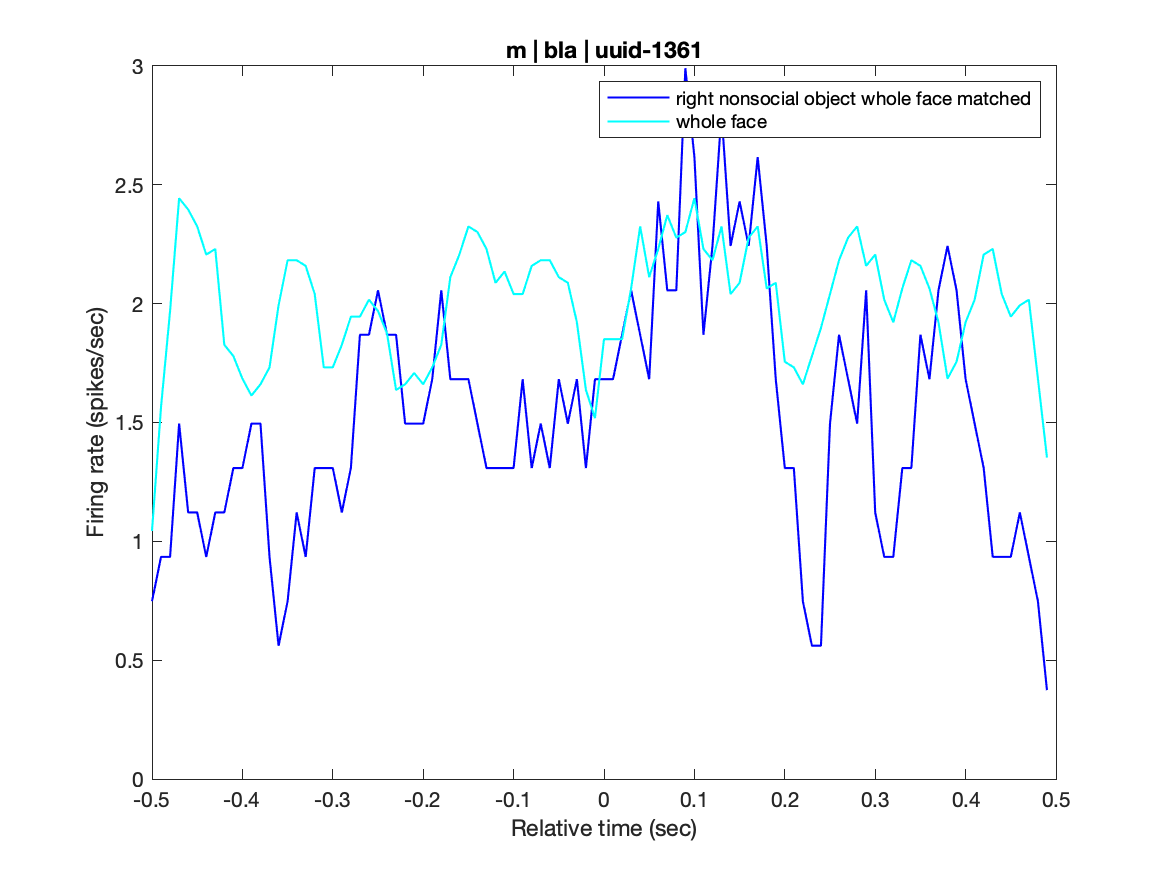 m | bla | uuid-1361
right nonsocial object whole face matched
whole face
Firing rate (spikes/sec)
3
2.5
2
1.5
1
0.5
0
-0.5 -0.4 -0.3 -0.2 -0.1 0 0.1 0.2 0.3 0.4 0.5
Relative time (sec)